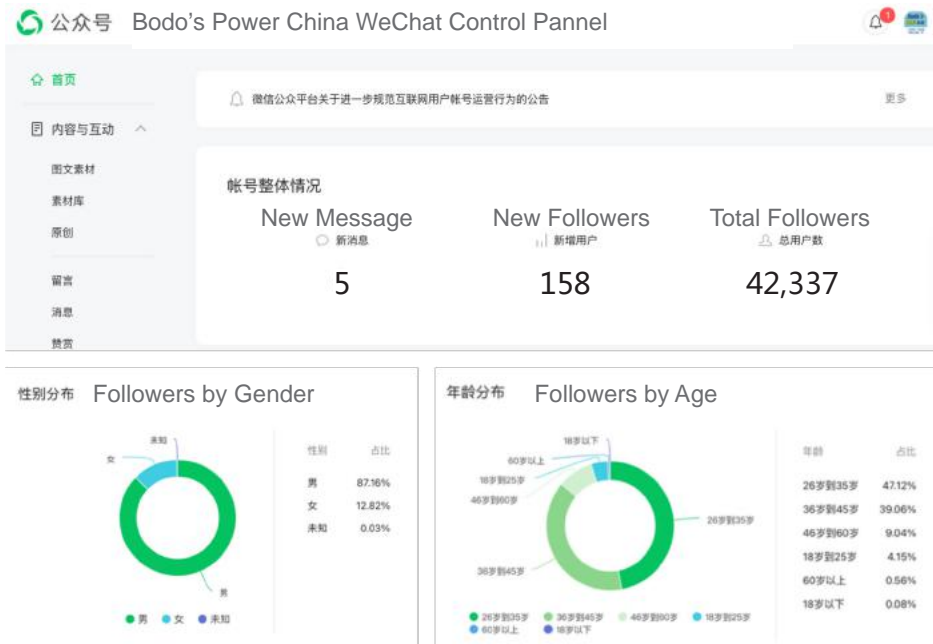 公众号 Bodo's Power China WeChat Control Pannel
1
首页
微信公众平台关于进一步规范互联网用户帐号运营行为的公告 更多
内容与互动
图文素材
素材库
原创
留言
消息
赞赏
帐号整体情况
New Message New Followers Total Followers
新消息 新增用户 总用户数
5 158 42,337
性别分布 Followers by Gender
未知
女
男
男 女 未知
性别 占比
男 87.16%
女 12.82%
未知 0.03%
年龄分布 Followers by Age
18岁以下
60岁以上
18岁到25岁
46岁到60岁
26岁到35岁
36岁到45岁
26岁到35岁 36岁到45岁 46岁到60岁 18岁到25岁
60岁以上 18岁以下
年龄 占比
26岁到35岁 47.12%
36岁到45岁 39.06%
46岁到60岁 9.04%
18岁到25岁 4.15%
60岁以上 0.56%
18岁以下 0.08%